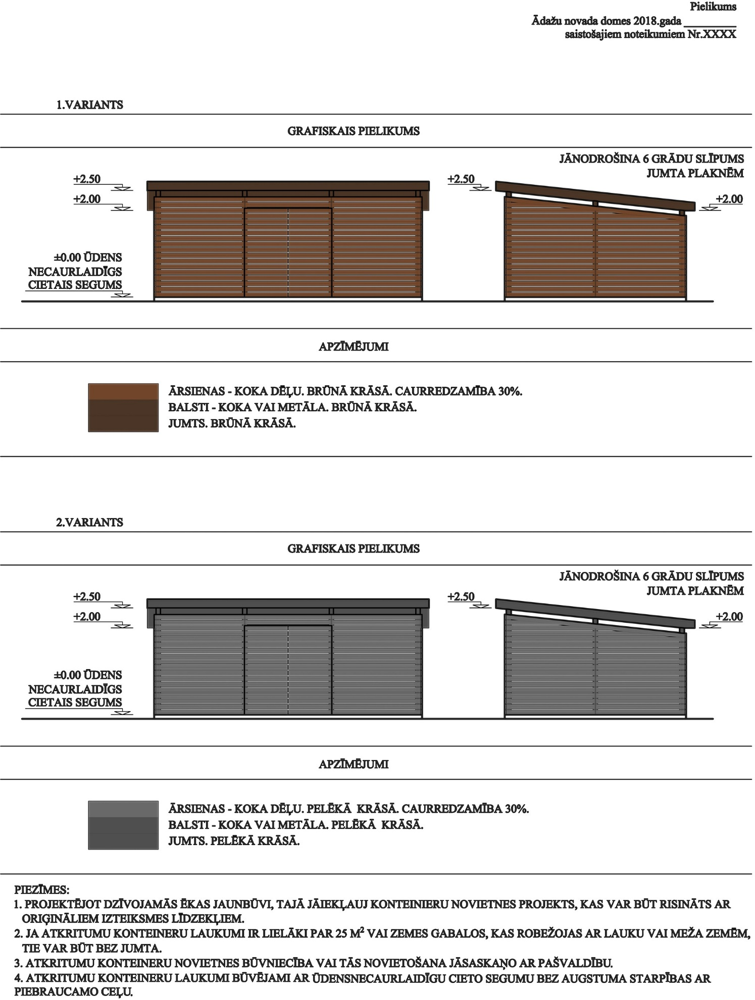 Pielikums
Ādažu novada domes 2018.gada _________
saistošajiem noteikumiem Nr.XXXX
1.VARIANTS
GRAFISKAIS PIELIKUMS
JĀNODROŠINA 6 GRĀDU SLĪPUMS
JUMTA PLAKNĒM
+2.50
+2.50
+2.00
+2.00
±0.00 ŪDENS
NECAURLAIDĪGS
CIETAIS SEGUMS
APZĪMĒJUMI
ĀRSIENAS - KOKA DĒĻU. BRŪNĀ KRĀSĀ. CAURREDZAMĪBA 30%.
BALSTI - KOKA VAI METĀLA. BRŪNĀ KRĀSĀ.
JUMTS. BRŪNĀ KRĀSĀ.
2.VARIANTS
GRAFISKAIS PIELIKUMS
JĀNODROŠINA 6 GRĀDU SLĪPUMS
JUMTA PLAKNĒM
+2.50
+2.50
+2.00
+2.00
±0.00 ŪDENS
NECAURLAIDĪGS
CIETAIS SEGUMS
APZĪMĒJUMI
ĀRSIENAS - KOKA DĒĻU. PELĒKĀ KRĀSĀ. CAURREDZAMĪBA 30%.
BALSTI - KOKA VAI METĀLA. PELĒKĀ KRĀSĀ.
JUMTS. PELĒKĀ KRĀSĀ.
PIEZĪMES:
1. PROJEKTĒJOT DZĪVOJAMĀS ĒKAS JAUNBŪVI, TAJĀ JĀIEKĻAUJ KONTEINIERU NOVIETNES PROJEKTS, KAS VAR BŪT RISINĀTS AR
ORIĢINĀLIEM IZTEIKSMES LĪDZEKĻIEM.
2. JA ATKRITUMU KONTEINERU LAUKUMI IR LIELĀKI PAR 25 M² VAI ZEMES GABALOS, KAS ROBEŽOJAS AR LAUKU VAI MEŽA ZEMĒM,
TIE VAR BŪT BEZ JUMTA.
3. ATKRITUMU KONTEINERU NOVIETNES BŪVNIECĪBA VAI TĀS NOVIETOŠANA JĀSASKAŅO AR PAŠVALDĪBU.
4. ATKRITUMU KONTEINERU LAUKUMI BŪVĒJAMI AR ŪDENSNECAURLAIDĪGU CIETO SEGUMU BEZ AUGSTUMA STARPĪBAS AR
PIEBRAUCAMO CEĻU.